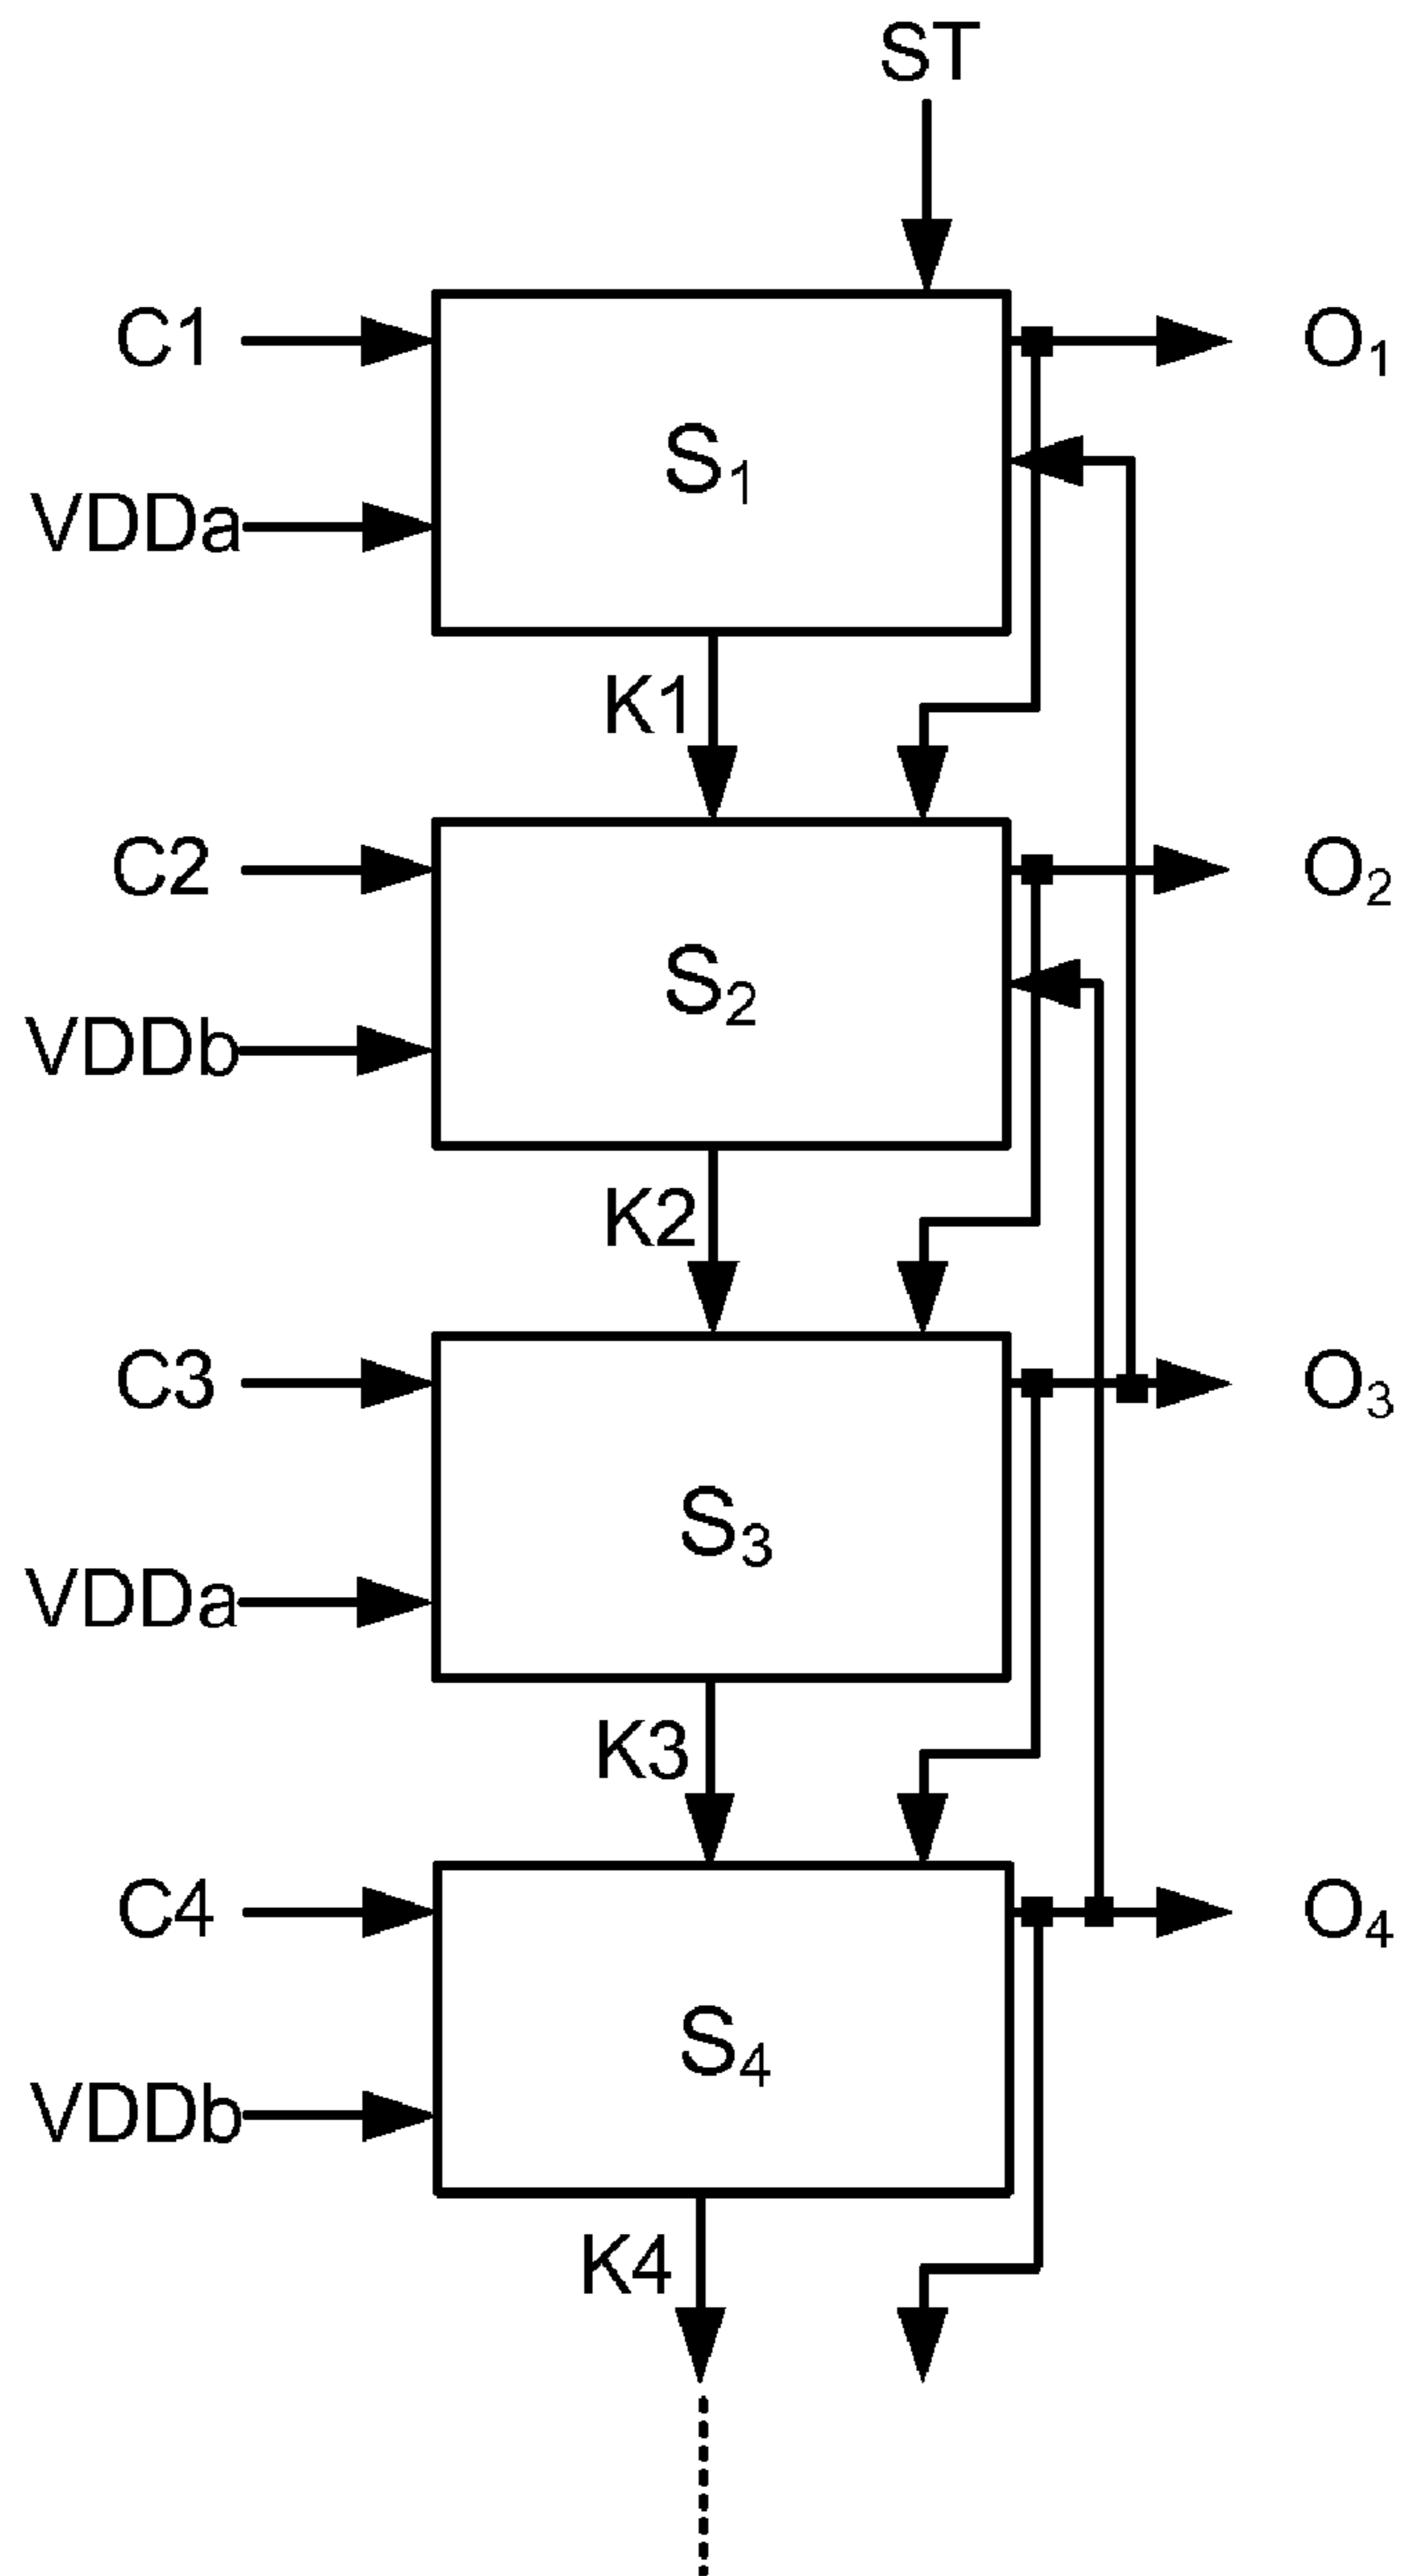 ST
C1
O₁
S₁
VDDa
K1
C2
O₂
S₂
VDDb
K2
C3
O₃
S₃
VDDa
K3
C4
O₄
S₄
VDDb
K4